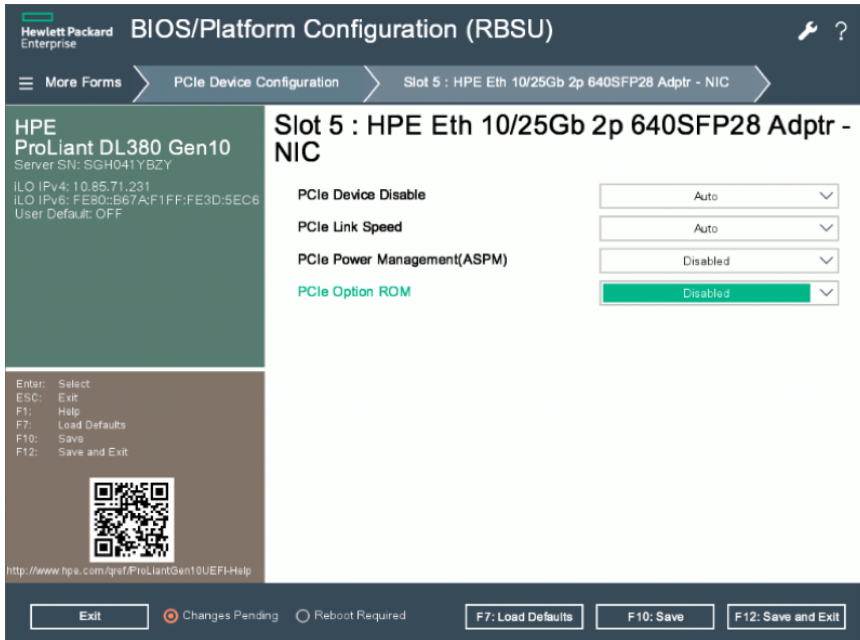 Hewlett Packard
Enterprise
BIOS/Platform Configuration (RBSU)
?
More Forms
PCIe Device Configuration
Slot 5 : HPE Eth 10/25Gb 2p 640SFP28 Adptr - NIC
HPE
ProLiant DL380 Gen10
Server SN: SGH041YBZY
iLO IPv4: 10.85.71.231
iLO IPv6: FE80::B67A:F1FF:FE3D:5EC6
User Default: OFF
Enter: Select
ESC: Exit
F1: Help
F7: Load Defaults
F10: Save
F12: Save and Exit
http://www.hpe.com/qref/ProLiantGen10UEFI-Help
Slot 5 : HPE Eth 10/25Gb 2p 640SFP28 Adptr -
NIC
PCIe Device Disable Auto
PCIe Link Speed Auto
PCIe Power Management(ASPM) Disabled
PCIe Option ROM Disabled
Exit Changes Pending Reboot Required F7: Load Defaults F10: Save F12: Save and Exit